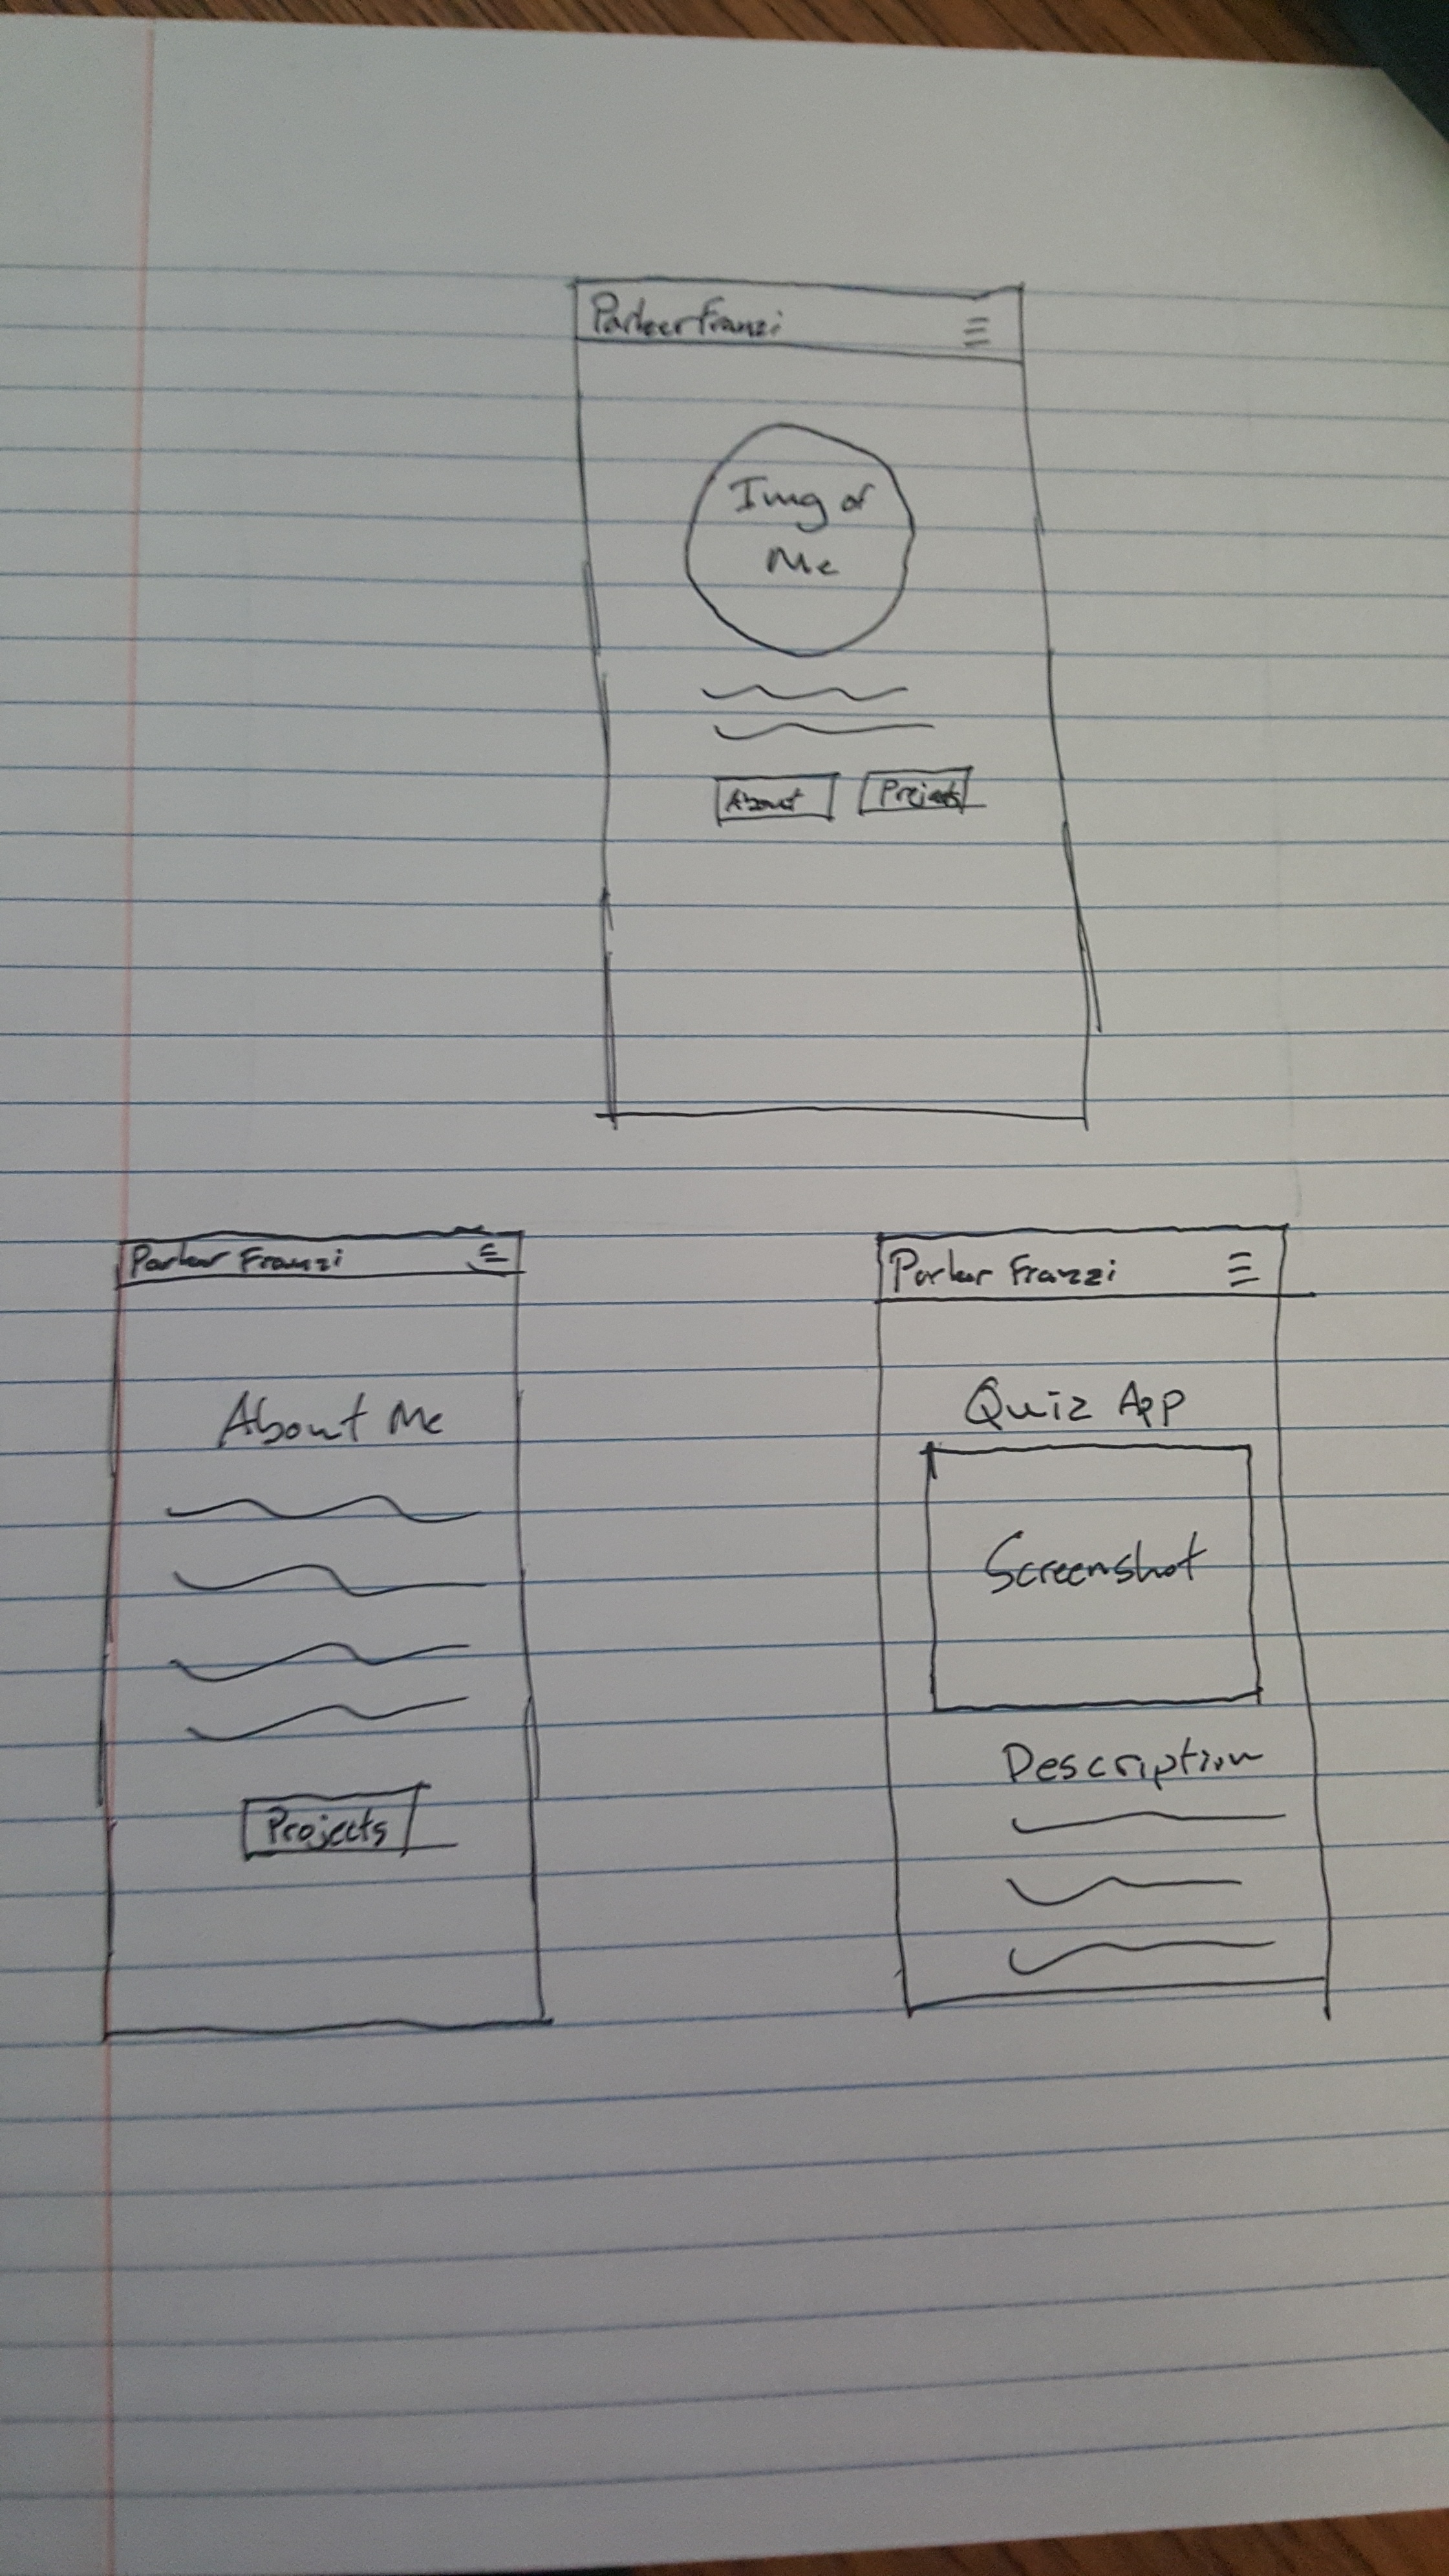 Parker Franzi
Img of
Me
About
Projects
Parker Franzi
About Me
Projects
Parker Franzi
Quiz App
Screenshot
Description